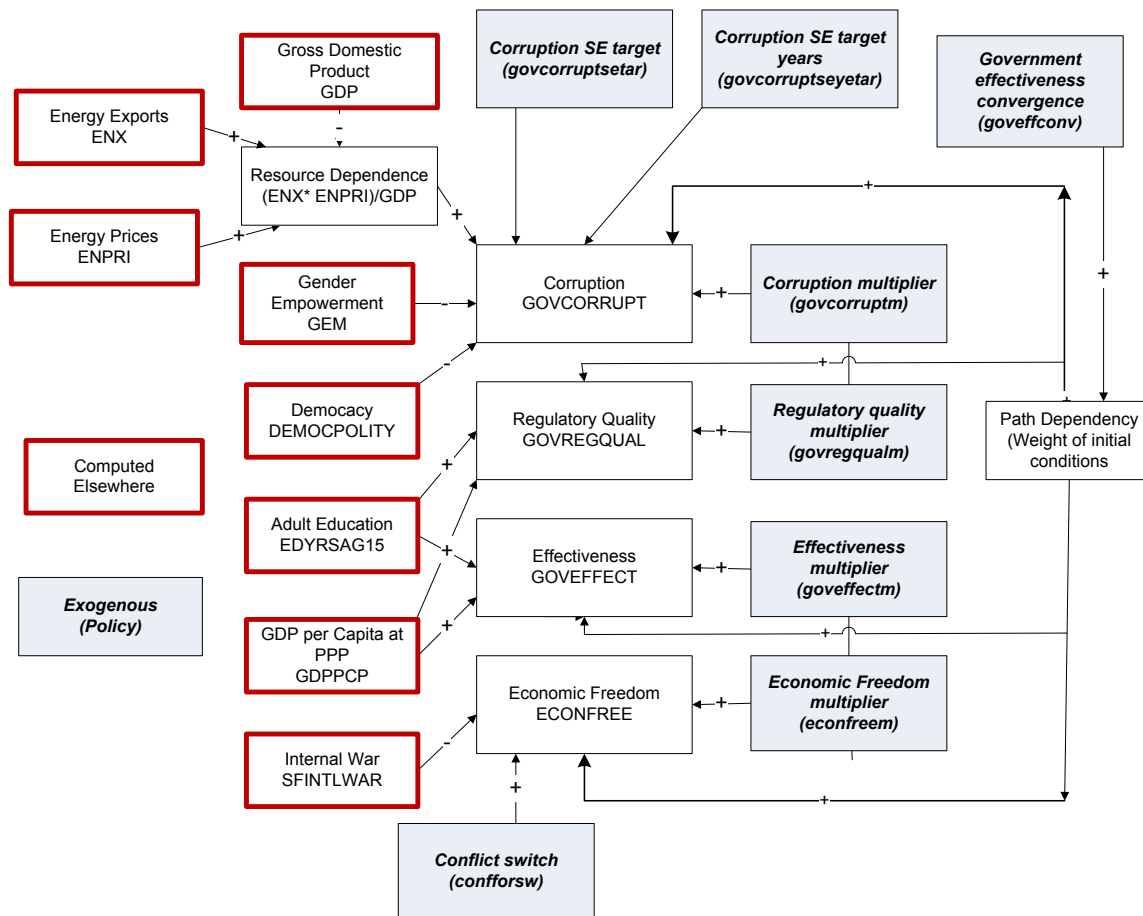 Gross Domestic
Product
GDP
Corruption SE target
(govcorruptsetar)
Corruption SE target
years
(govcorruptseyetar)
Government
effectiveness
convergence
(goveffconv)
Energy Exports
ENX
+
-
Resource Dependence
(ENX* ENPRI)/GDP
+
+
Energy Prices
ENPRI
+
+
Gender
Empowerment
GEM
-
Corruption
GOVCORRUPT
+
Corruption multiplier
(govcorruptm)
-
+
+
Democacy
DEMOCPOLITY
Regulatory Quality
GOVREGQUAL
+
Regulatory quality
multiplier
(govregqualm)
Path Dependency
(Weight of initial
conditions
Computed
Elsewhere
+
Adult Education
EDYRSAG15
+
Effectiveness
GOVEFFECT
+
Effectiveness
multiplier
(goveffectm)
Exogenous
(Policy)
+
+
+
GDP per Capita at
PPP
GDPPCP
Economic Freedom
ECONFREE
+
Economic Freedom
multiplier
(econfreem)
-
Internal War
SFINTLWAR
+
+
Conflict switch
(confforsw)